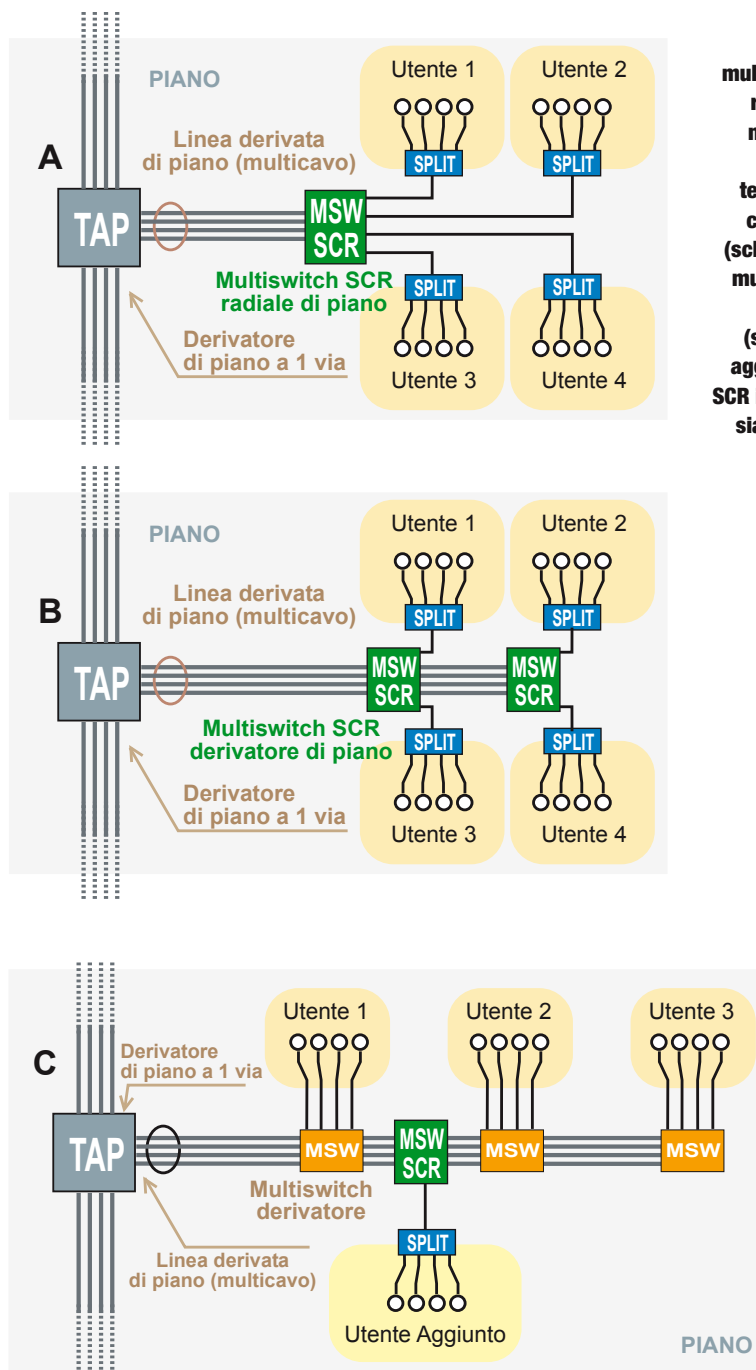 PIANO
Utente 1
Utente 2
A
Linea derivata
di piano (multicavo)
SPLIT
SPLIT
TAP
MSW
SCR
Multiswitch SCR
radiale di piano
SPLIT
SPLIT
Derivatore
di piano a 1 via
Utente 3
Utente 4
(scl
SCR
PIANO
Utente 1
Utente 2
B
Linea derivata
di piano (multicavo)
SPLIT
SPLIT
TAP
MSW
SCR
MSW
SCR
Multiswitch SCR
derivatore di piano
SPLIT
SPLIT
Derivatore
di piano a 1 via
Utente 3
Utente 4
Utente 1
Utente 2
Utente 3
C
Derivatore
di piano a 1 via
TAP
MSW
MSW
SCR
MSW
MSW
Multiswitch
derivatore
SPLIT
Linea derivata
di piano (multicavo)
Utente Aggiunto
PIANO